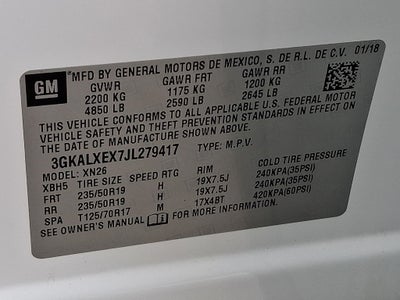 GM
*MFD BY GENERAL MOTORS DE MEXICO, S. DE R.L. DE C.V. 01/18
GVWR GAWR FRT GAWR RR
2200 KG 1175 KG 1200 KG
4850 LB 2590 LB 2645 LB
THIS VEHICLE CONFORMS TO ALL APPLICABLE U.S. FEDERAL MOTOR
VEHICLE SAFETY AND THEFT PREVENTION STANDARDS IN EFFECT ON
THE DATE OF MANUFACTURE SHOWN ABOVE.
3GKALXEX7JL279417 TYPE: M.P.V.
MODEL: XN26
XBH5 TIRE SIZE SPEED RTG RIM COLD TIRE PRESSURE
FRT 235/50R19 H 19X7.5J 240KPA(35PSI)
RR 235/50R19 H 19X7.5J 240KPA(35PSI)
SPA T125/70R17 M 17X4BT 420KPA(60PSI)
SEE OWNER'S MANUAL FOR MORE INFORMATION.